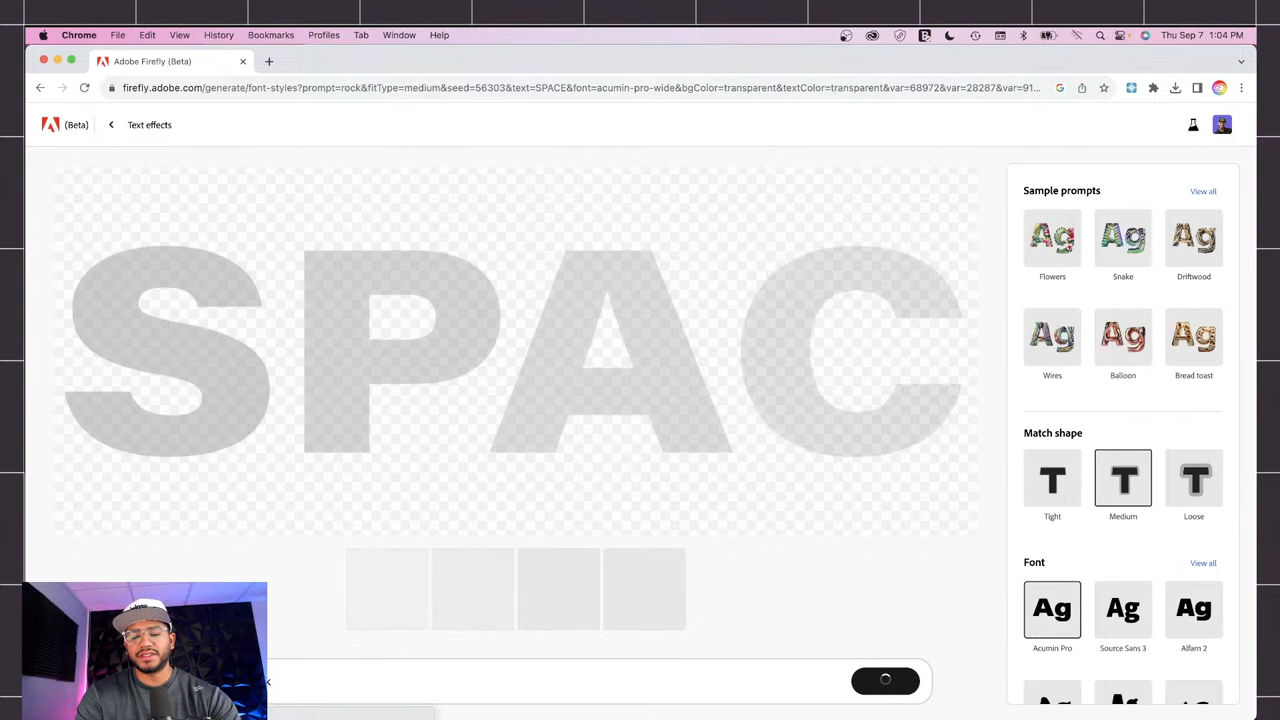 Chrome File Edit View History Bookmarks Profiles Tab Window Help
Thu Sep 7 1:04 PM
Adobe Firefly (Beta)
firefly.adobe.com/generate/font-styles?prompt=rock&fitType=medium&seed=56303&text=SPACE&font=acumin-pro-wide&bgColor=transparent&textColor=transparent&var=68972&var=28287&var=91...
(Beta) Text effects
SPAC
Sample prompts View all
Ag Ag Ag
Flowers Snake Driftwood
Ag Ag Ag
Wires Balloon Bread toast
Match shape
T T T
Tight Medium Loose
Font View all
Ag Ag Ag
Acumin Pro Source Sans 3 Alfarn 2